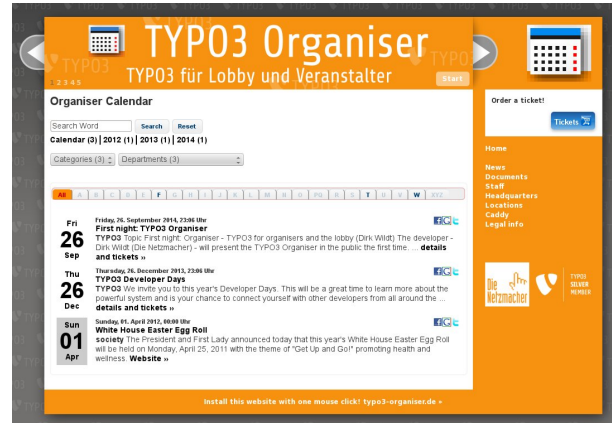 TYPO3 Organiser
TYPO3 für Lobby und Veranstalter
1 2 3 4 5
Start
Organiser Calendar
Search Word
Search
Reset
Calendar (3) | 2012 (1) | 2013 (1) | 2014 (1)
Categories (3)
Departments (3)
All A B C D E F G H I J K L M N O PQ R S T U V W XYZ
Fri
26
Sep
Friday, 26. September 2014, 23:06 Uhr
First night: TYPO3 Organiser
TYPO3 Topic First night: Organiser - TYPO3 for organisers and the lobby (Dirk Wildt) The developer -
Dirk Wildt (Die Netzmacher) - will present the TYPO3 Organiser in the public the first time. ... details
and tickets »
Thu
26
Dec
Thursday, 26. December 2013, 23:06 Uhr
TYPO3 Developer Days
TYPO3 We invite you to this year's Developer Days. This will be a great time to learn more about the
powerful system and is your chance to connect yourself with other developers from all around the ...
details and tickets »
Sun
01
Apr
Sunday, 01. April 2012, 00:00 Uhr
White House Easter Egg Roll
society The President and First Lady announced today that this year's White House Easter Egg Roll
will be held on Monday, April 25, 2011 with the theme of "Get Up and Go!" promoting health and
wellness. Website »
Order a ticket!
Tickets
Home
News
Documents
Staff
Headquarters
Locations
Caddy
Legal info
Die
Netzmacher
TYPO3
SILVER
MEMBER
Install this website with one mouse click! typo3-organiser.de »